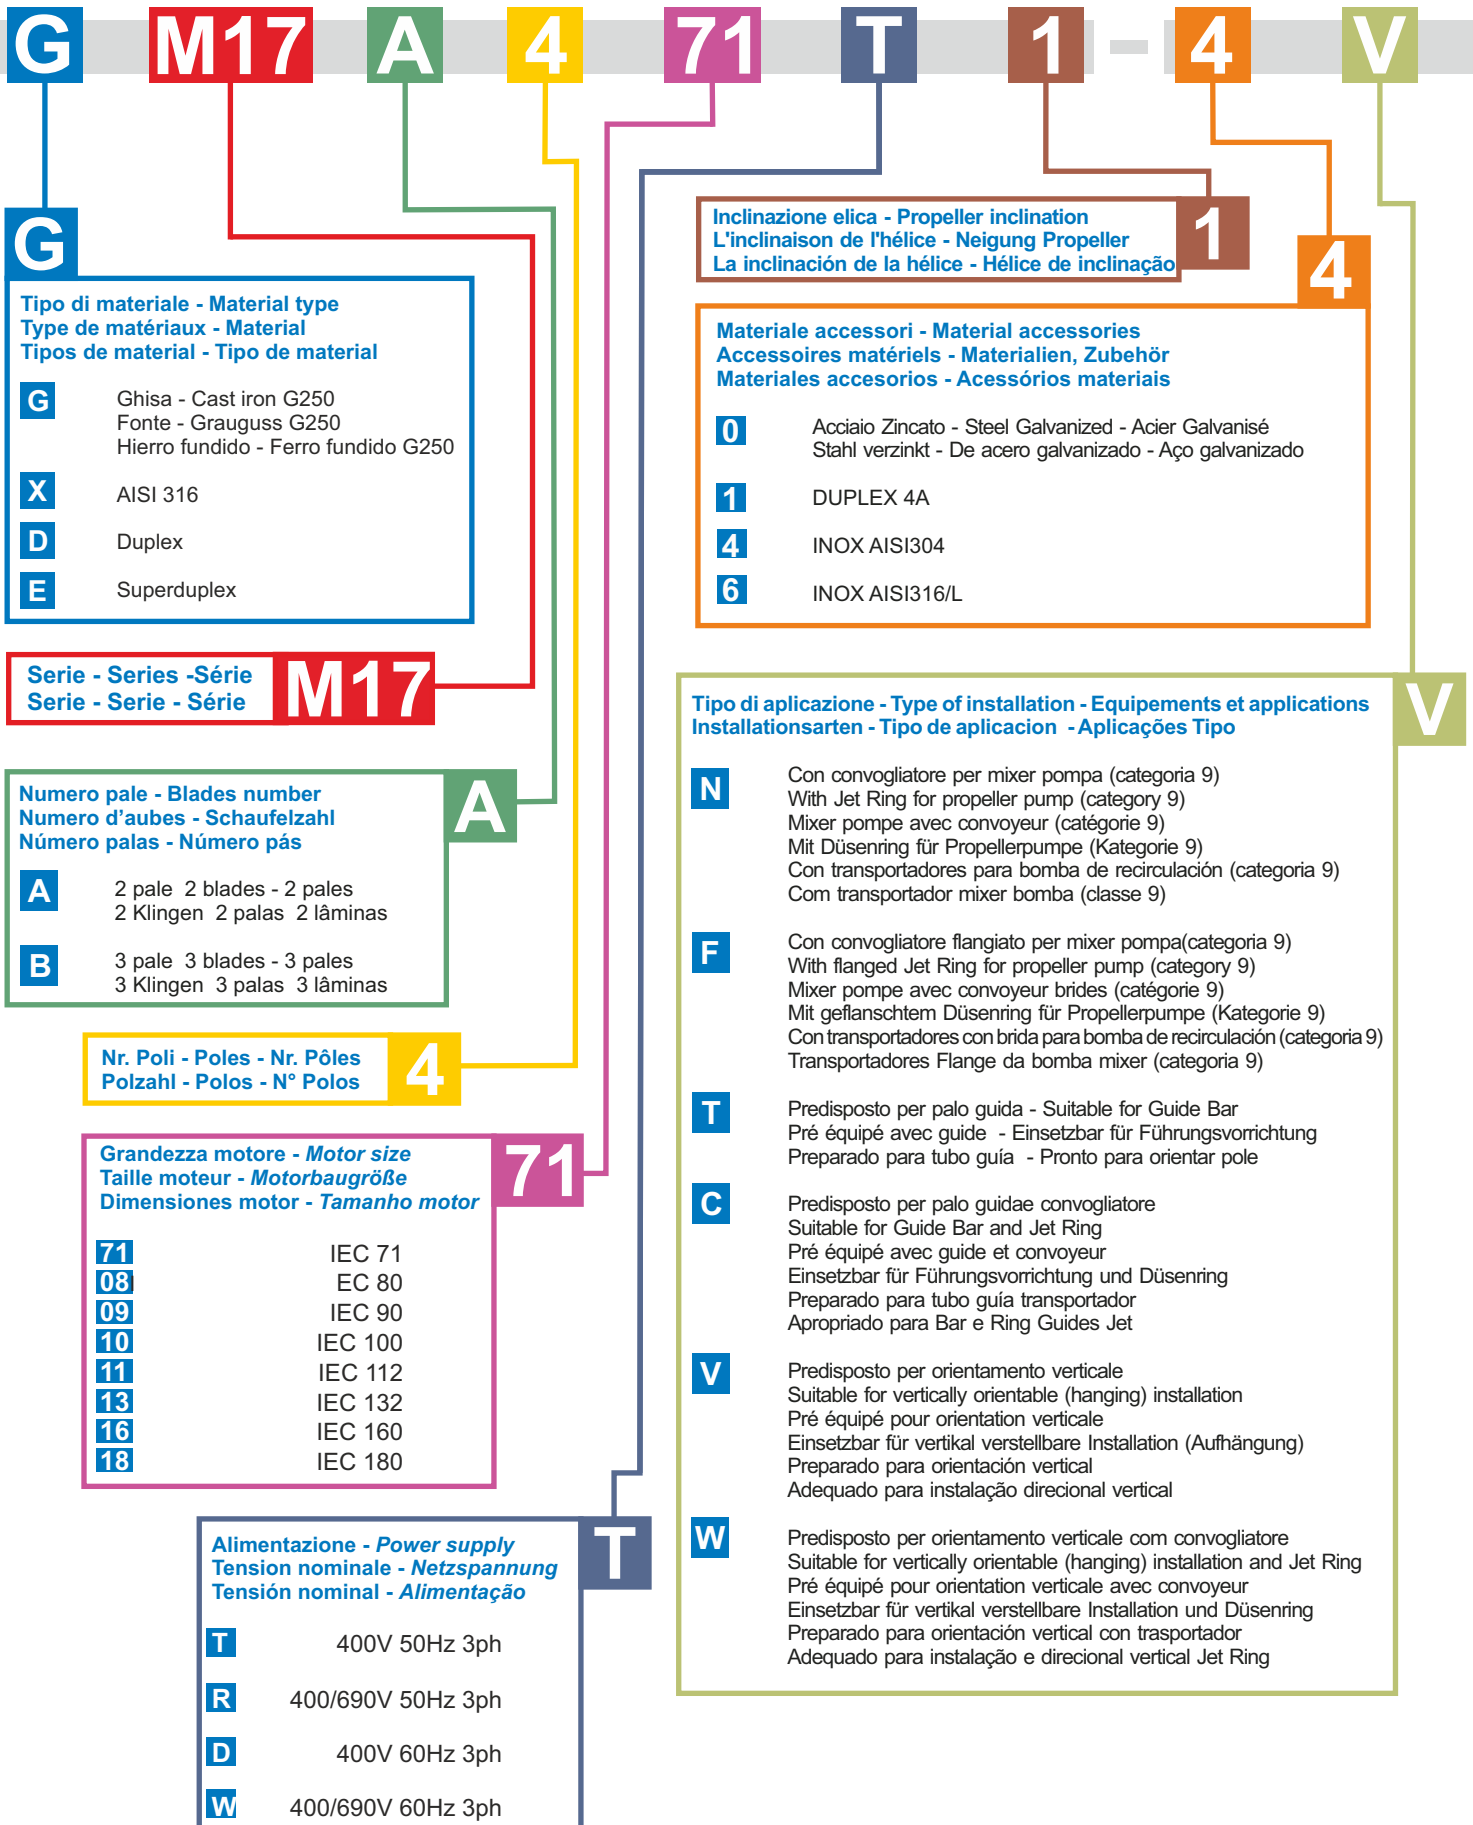 G M17 A 4 71 T 1 - 4 V
G
Tipo di materiale - Material type
Type de matériaux - Material
Tipos de material - Tipo de material
G Ghisa - Cast iron G250
Fonte - Grauguss G250
Hierro fundido - Ferro fundido G250
X AISI 316
D Duplex
E Superduplex
Serie - Series -Série
Serie - Serie - Série
M17
Numero pale - Blades number
Numero d'aubes - Schaufelzahl
Número palas - Número pás
A
A 2 pale 2 blades - 2 pales
2 Klingen 2 palas 2 lâminas
B 3 pale 3 blades - 3 pales
3 Klingen 3 palas 3 lâminas
Nr. Poli - Poles - Nr. Pôles
Polzahl - Polos - N° Polos
4
Grandezza motore - Motor size
Taille moteur - Motorbaugröße
Dimensiones motor - Tamanho motor
71
71 IEC 71
08 EC 80
09 IEC 90
10 IEC 100
11 IEC 112
13 IEC 132
16 IEC 160
18 IEC 180
Alimentazione - Power supply
Tension nominale - Netzspannung
Tensión nominal - Alimentação
T
T 400V 50Hz 3ph
R 400/690V 50Hz 3ph
D 400V 60Hz 3ph
W 400/690V 60Hz 3ph
Inclinazione elica - Propeller inclination
L'inclinaison de l'hélice - Neigung Propeller
La inclinación de la hélice - Hélice de inclinação
1
4
Materiale accessori - Material accessories
Accessoires matériels - Materialien, Zubehör
Materiales accesorios - Acessórios materiais
0 Acciaio Zincato - Steel Galvanized - Acier Galvanisé
Stahl verzinkt - De acero galvanizado - Aço galvanizado
1 DUPLEX 4A
4 INOX AISI304
6 INOX AISI316/L
Tipo di aplicazione - Type of installation - Equipements et applications
Installationsarten - Tipo de aplicacion - Aplicações Tipo
V
N Con convogliatore per mixer pompa (categoria 9)
With Jet Ring for propeller pump (category 9)
Mixer pompe avec convoyeur (catégorie 9)
Mit Düsenring für Propellerpumpe (Kategorie 9)
Con transportadores para bomba de recirculación (categoria 9)
Com transportador mixer bomba (classe 9)
F Con convogliatore flangiato per mixer pompa(categoria 9)
With flanged Jet Ring for propeller pump (category 9)
Mixer pompe avec convoyeur brides (catégorie 9)
Mit geflanschtem Düsenring für Propellerpumpe (Kategorie 9)
Con transportadores con brida para bomba de recirculación (categoria 9)
Transportadores Flange da bomba mixer (categoria 9)
T Predisposto per palo guida - Suitable for Guide Bar
Pré équipé avec guide - Einsetzbar für Führungsvorrichtung
Preparado para tubo guía - Pronto para orientar pole
C Predisposto per palo guidae convogliatore
Suitable for Guide Bar and Jet Ring
Pré équipé avec guide et convoyeur
Einsetzbar für Führungsvorrichtung und Düsenring
Preparado para tubo guía transportador
Apropriado para Bar e Ring Guides Jet
V Predisposto per orientamento verticale
Suitable for vertically orientable (hanging) installation
Pré équipé pour orientation verticale
Einsetzbar für vertikal verstellbare Installation (Aufhängung)
Preparado para orientación vertical
Adequado para instalação direcional vertical
W Predisposto per orientamento verticale com convogliatore
Suitable for vertically orientable (hanging) installation and Jet Ring
Pré équipé pour orientation verticale avec convoyeur
Einsetzbar für vertikal verstellbare Installation und Düsenring
Preparado para orientación vertical con trasportador
Adequado para instalação e direcional vertical Jet Ring